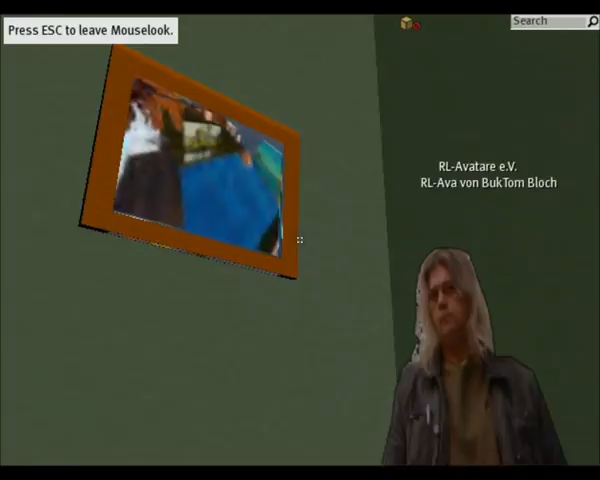 Press ESC to leave Mouselook.
Search
RL-Avatare e.V.
RL-Ava von BukTom Bloch